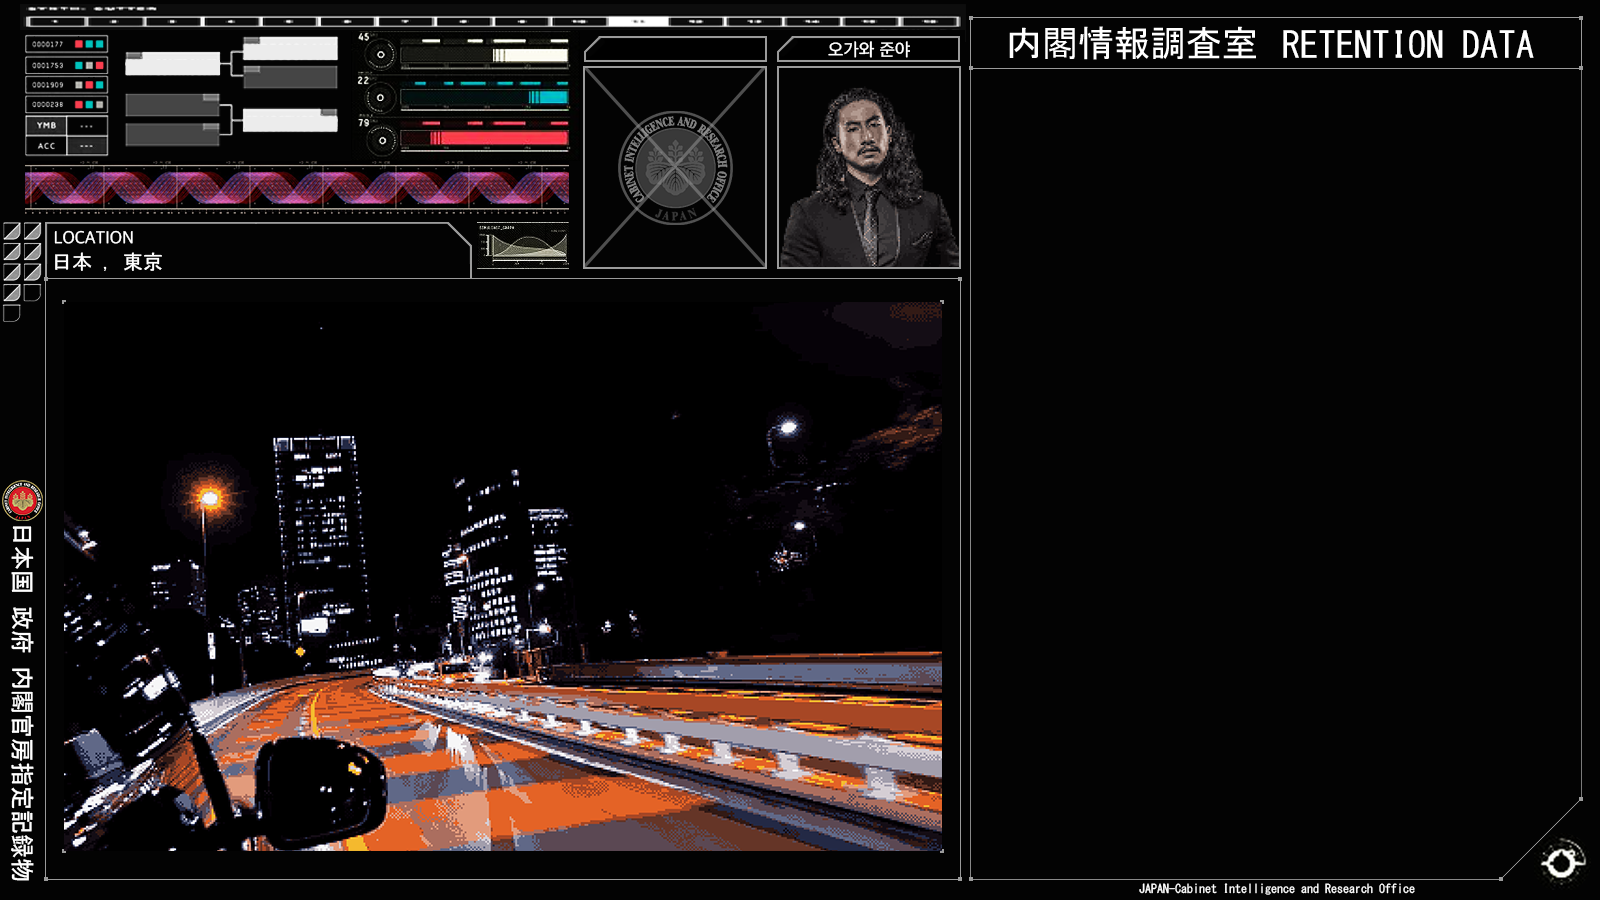 0000177
0001753
0001909
0000238
YMB ---
ACC ---
45
22
79
오가와 준야
CABINET INTELLIGENCE AND RESEARCH OFFICE
JAPAN
LOCATION
日本 , 東京
内閣情報調査室 RETENTION DATA
日本国 政府 内閣官房指定記録物
JAPAN-Cabinet Intelligence and Research Office